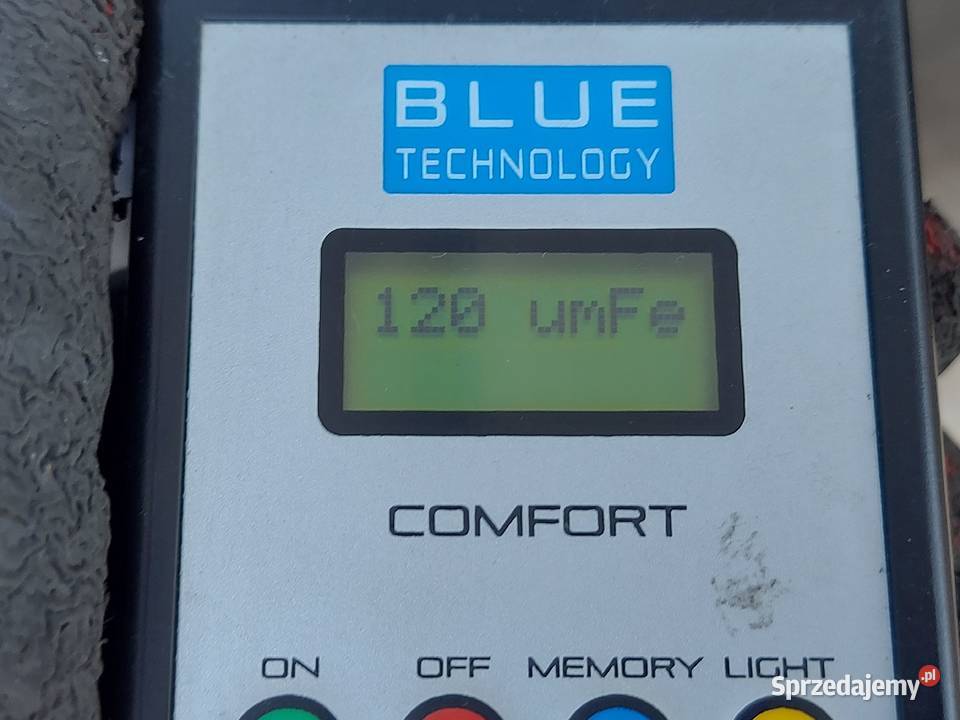 BLUE
TECHNOLOGY
120 umFe
COMFORT
ON OFF MEMORY LIGHT
Sprzedajemy.pl